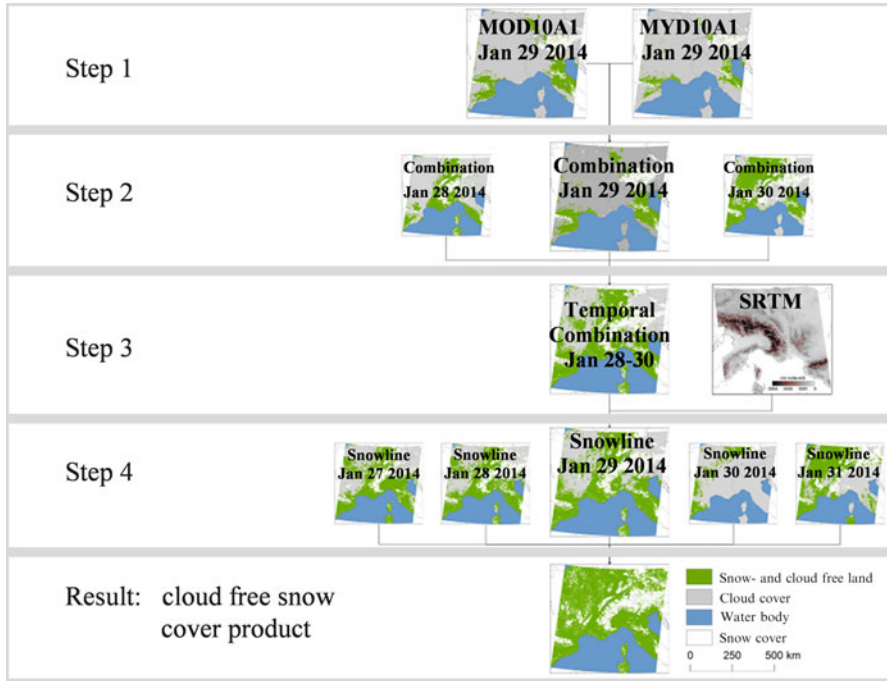 Step 1
MOD10A1
Jan 29 2014
MYD10A1
Jan 29 2014
Step 2
Combination
Jan 28 2014
Combination
Jan 29 2014
Combination
Jan 30 2014
Step 3
Temporal
Combination
Jan 28-30
SRTM
Step 4
Snowline
Jan 27 2014
Snowline
Jan 28 2014
Snowline
Jan 29 2014
Snowline
Jan 30 2014
Snowline
Jan 31 2014
Result: cloud free snow
cover product
Snow- and cloud free land
Cloud cover
Water body
Snow cover
0 250 500 km